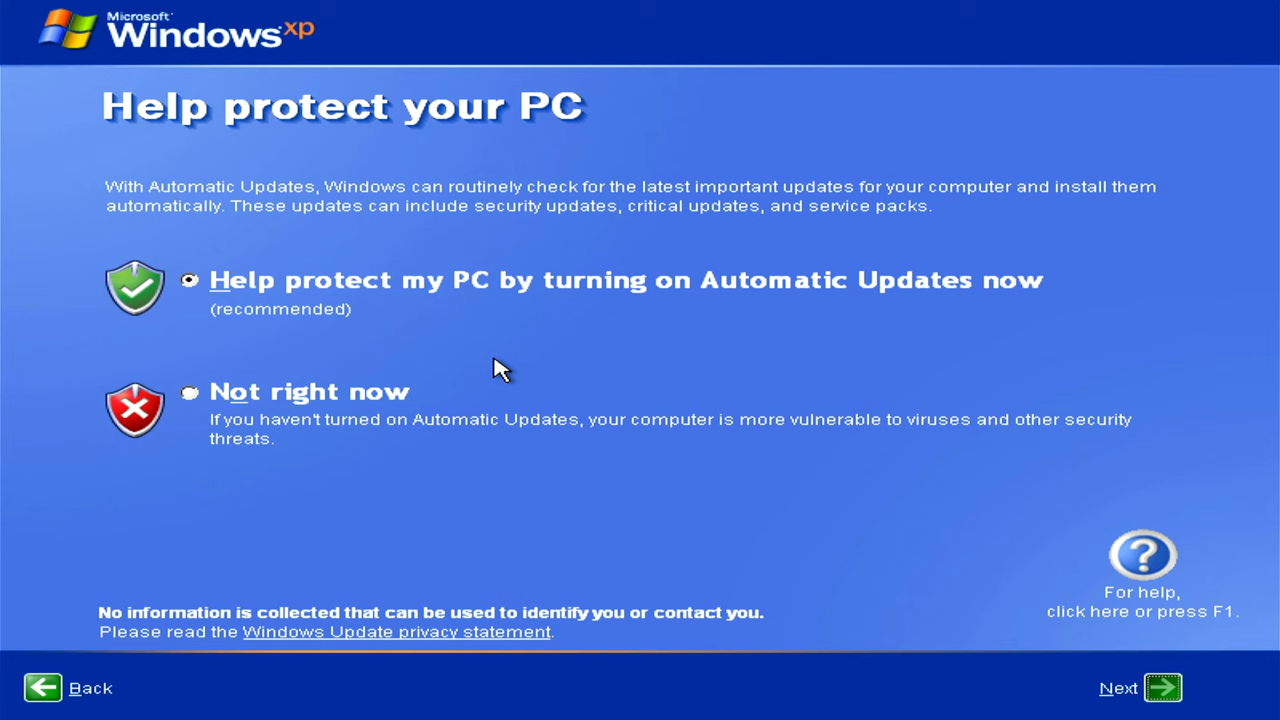 Microsoft
Windows xp
Help protect your PC
With Automatic Updates, Windows can routinely check for the latest important updates for your computer and install them
automatically. These updates can include security updates, critical updates, and service packs.
Help protect my PC by turning on Automatic Updates now
(recommended)
Not right now
If you haven't turned on Automatic Updates, your computer is more vulnerable to viruses and other security
threats.
For help,
click here or press F1.
No information is collected that can be used to identify you or contact you.
Please read the Windows Update privacy statement.
Back
Next